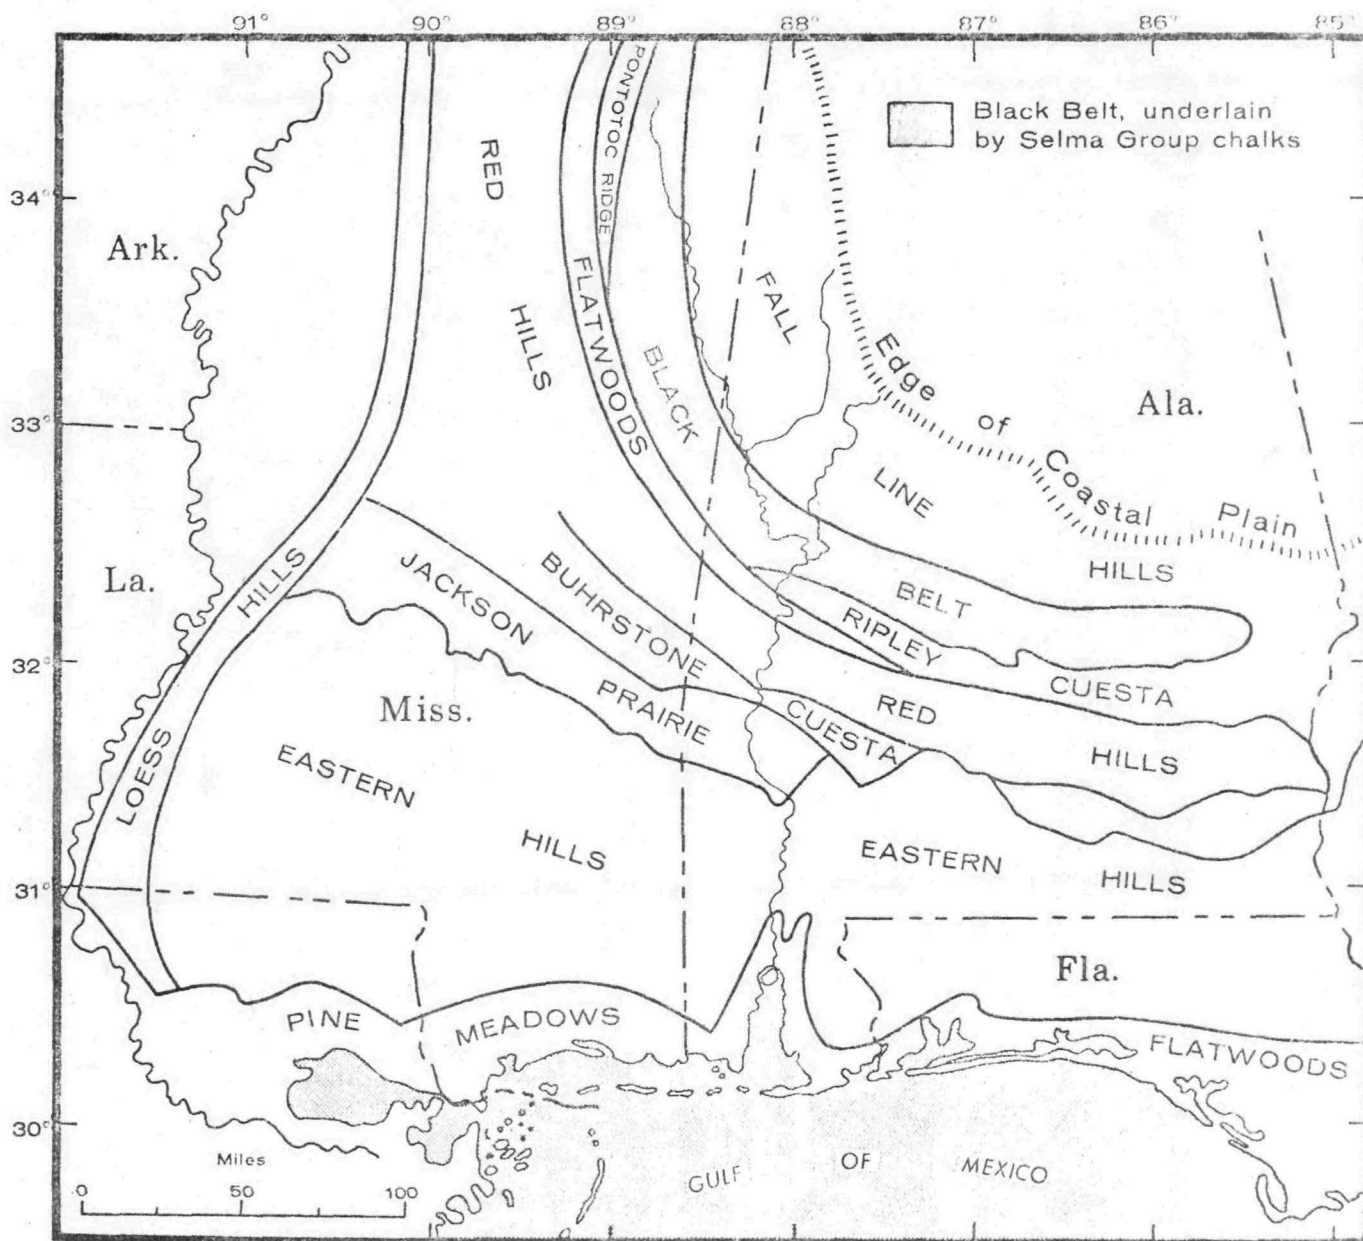 91° 90° 89° 88° 87° 86° 85°
Black Belt, underlain
by Selma Group chalks
PONTOTOC RIDGE
RED
34°
Ark.
FLATWOODS
FALL
HILLS
BLACK
Edge of Coastal Plain
Ala.
33°
LINE
HILLS
La.
LOESS HILLS
JACKSON
BUHRSTONE
BELT
RIPLEY
32°
CUESTA
Miss.
PRAIRIE
CUESTA
RED
HILLS
EASTERN
HILLS
EASTERN
HILLS
31°
Fla.
PINE
MEADOWS
FLATWOODS
30°
Miles
0 50 100
GULF OF MEXICO